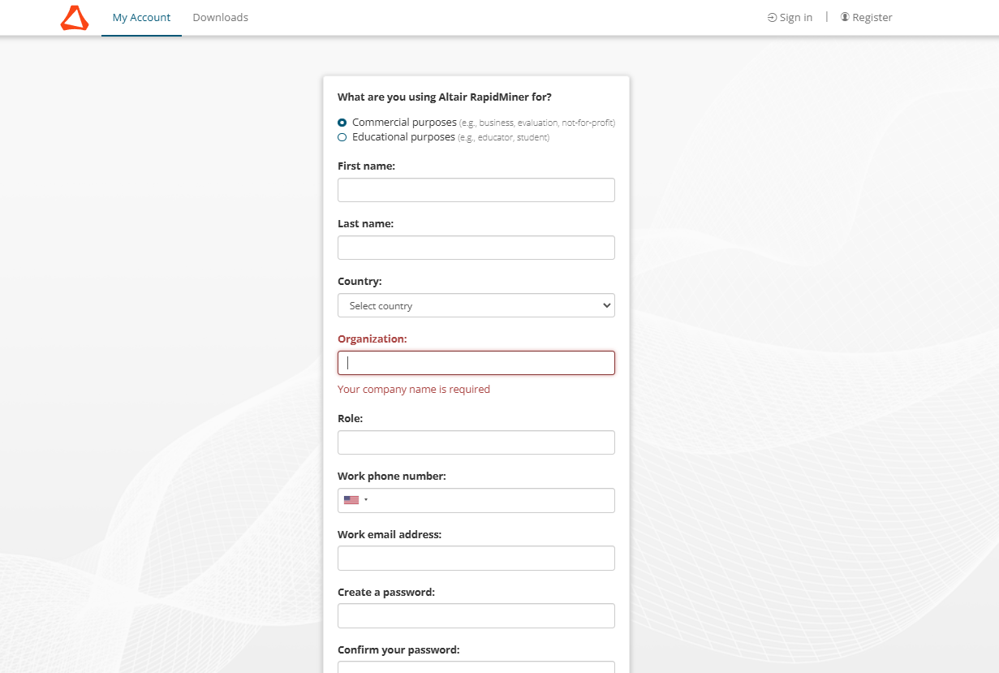 My Account Downloads Sign in | Register
What are you using Altair RapidMiner for?
Commercial purposes (e.g., business, evaluation, not-for-profit)
Educational purposes (e.g., educator, student)
First name:
Last name:
Country:
Select country
Organization:
Your company name is required
Role:
Work phone number:
Work email address:
Create a password:
Confirm your password: